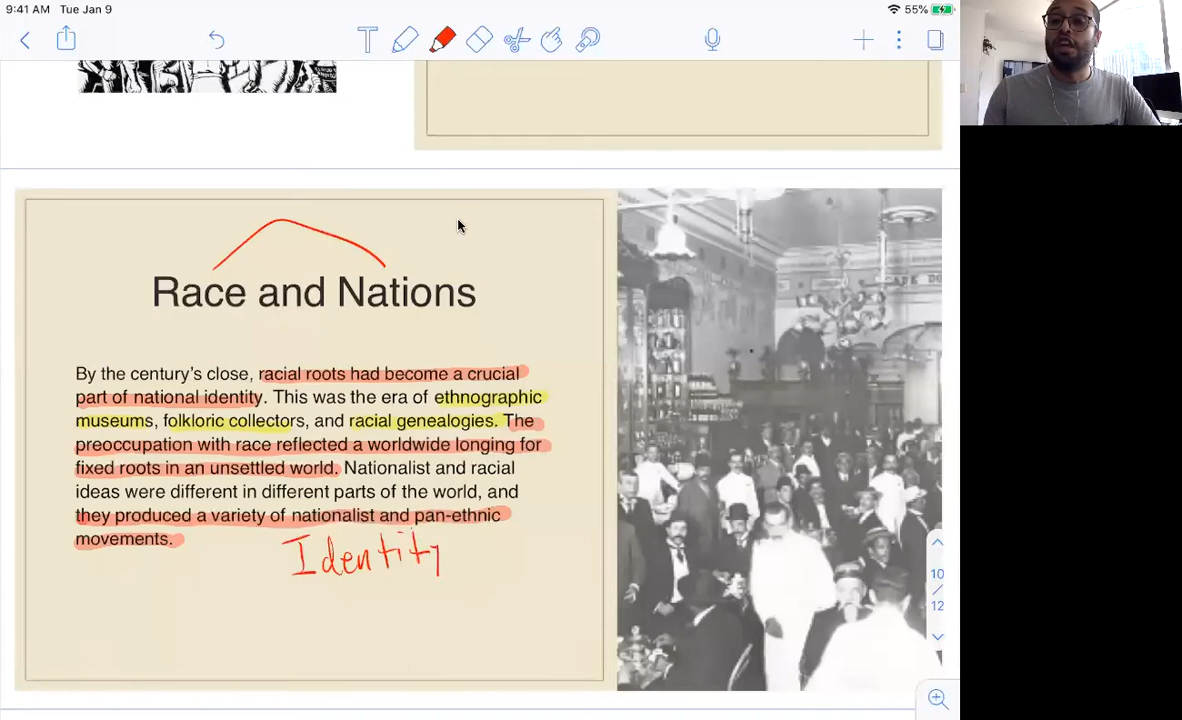 9:41 AM Tue Jan 9
55%
Race and Nations
By the century's close, racial roots had become a crucial
part of national identity. This was the era of ethnographic
museums, folkloric collectors, and racial genealogies. The
preoccupation with race reflected a worldwide longing for
fixed roots in an unsettled world. Nationalist and racial
ideas were different in different parts of the world, and
they produced a variety of nationalist and pan-ethnic
movements.
Identity
10
/
12